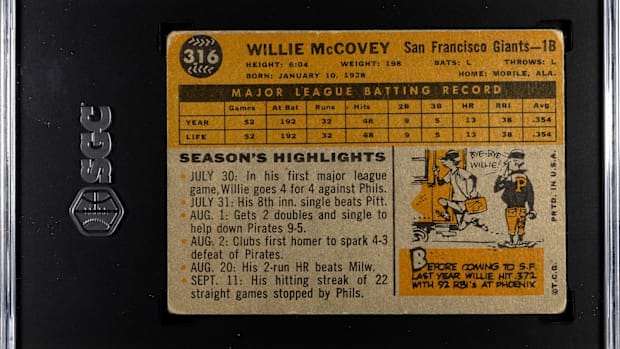 SGC
316
WILLIE McCOVEY San Francisco Giants—1B
HEIGHT: 6:04 WEIGHT: 198 BATS: L THROWS: L
BORN: JANUARY 10, 1938 HOME: MOBILE, ALA.
MAJOR LEAGUE BATTING RECORD
Games At Bat Runs Hits 2B 3B HR RBI Avg.
YEAR 52 192 32 68 9 5 13 38 .354
LIFE 52 192 32 68 9 5 13 38 .354
SEASON'S HIGHLIGHTS
• JULY 30: In his first major league
game, Willie goes 4 for 4 against Phils.
• JULY 31: His 8th inn. single beats Pitt.
• AUG. 1: Gets 2 doubles and single to
help down Pirates 9-5.
• AUG. 2: Clubs first homer to spark 4-3
defeat of Pirates.
• AUG. 20: His 2-run HR beats Milw.
• SEPT. 11: His hitting streak of 22
straight games stopped by Phils.
BYE-BYE
WILLIE!
P
BEFORE COMING TO S.F.
LAST YEAR WILLIE HIT .372
WITH 92 RBI'S AT PHOENIX
©T.C.G. PRTD. IN U.S.A.